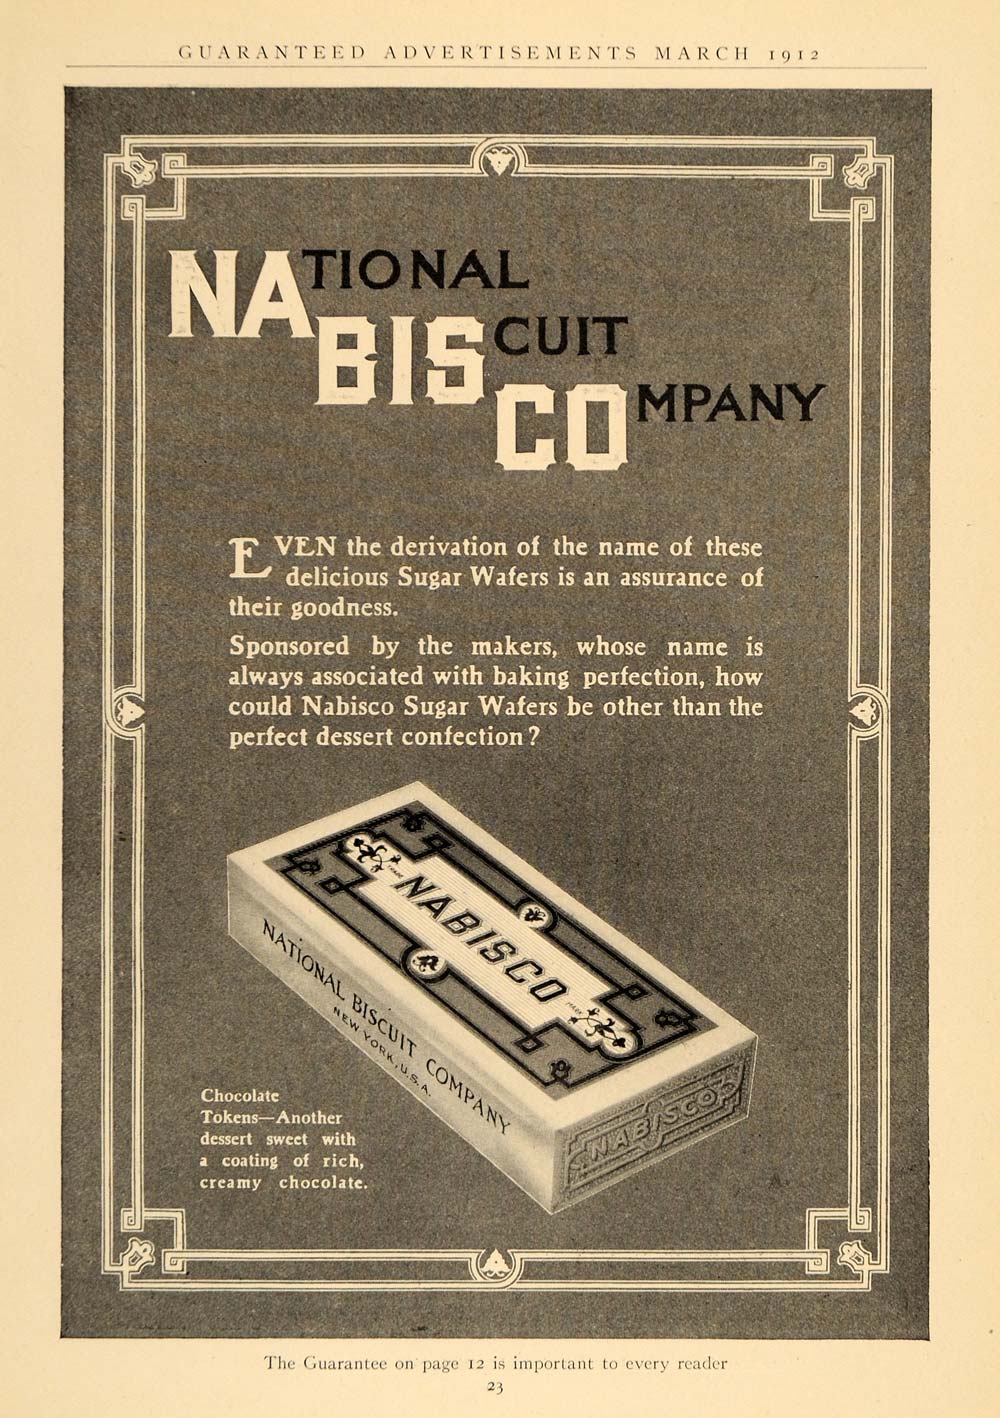 GUARANTEED ADVERTISEMENTS MARCH 1912
NATIONAL
BISCUIT
COMPANY
EVEN the derivation of the name of these
delicious Sugar Wafers is an assurance of
their goodness.
Sponsored by the makers, whose name is
always associated with baking perfection, how
could Nabisco Sugar Wafers be other than the
perfect dessert confection?
TRADE
NABISCO
MARK
NATIONAL BISCUIT COMPANY
NEW YORK, U.S.A.
NABISCO
Chocolate
Tokens—Another
dessert sweet with
a coating of rich,
creamy chocolate.
The Guarantee on page 12 is important to every reader
23